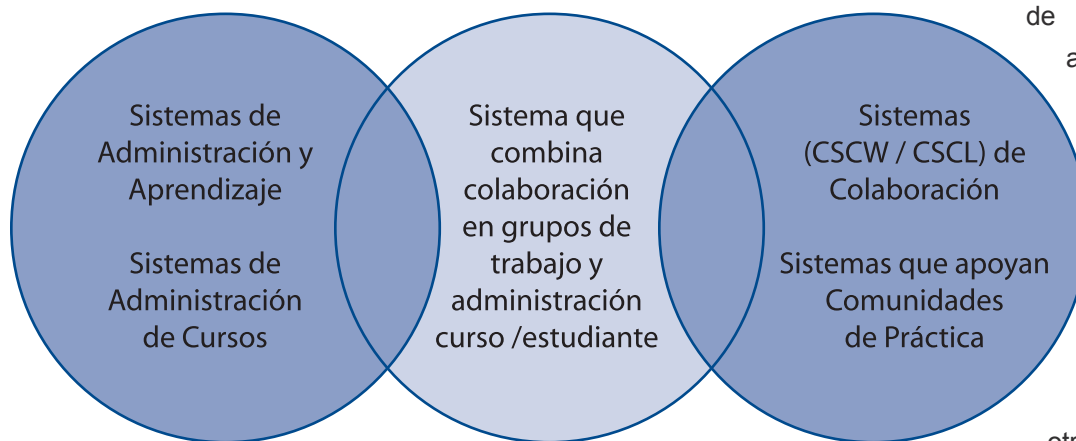 Sistemas de
Administración y
Aprendizaje
Sistemas de
Administración
de Cursos
Sistema que
combina
colaboración
en grupos de
trabajo y
administración
curso /estudiante
Sistemas
(CSCW / CSCL) de
Colaboración
Sistemas que apoyan
Comunidades
de Práctica
de